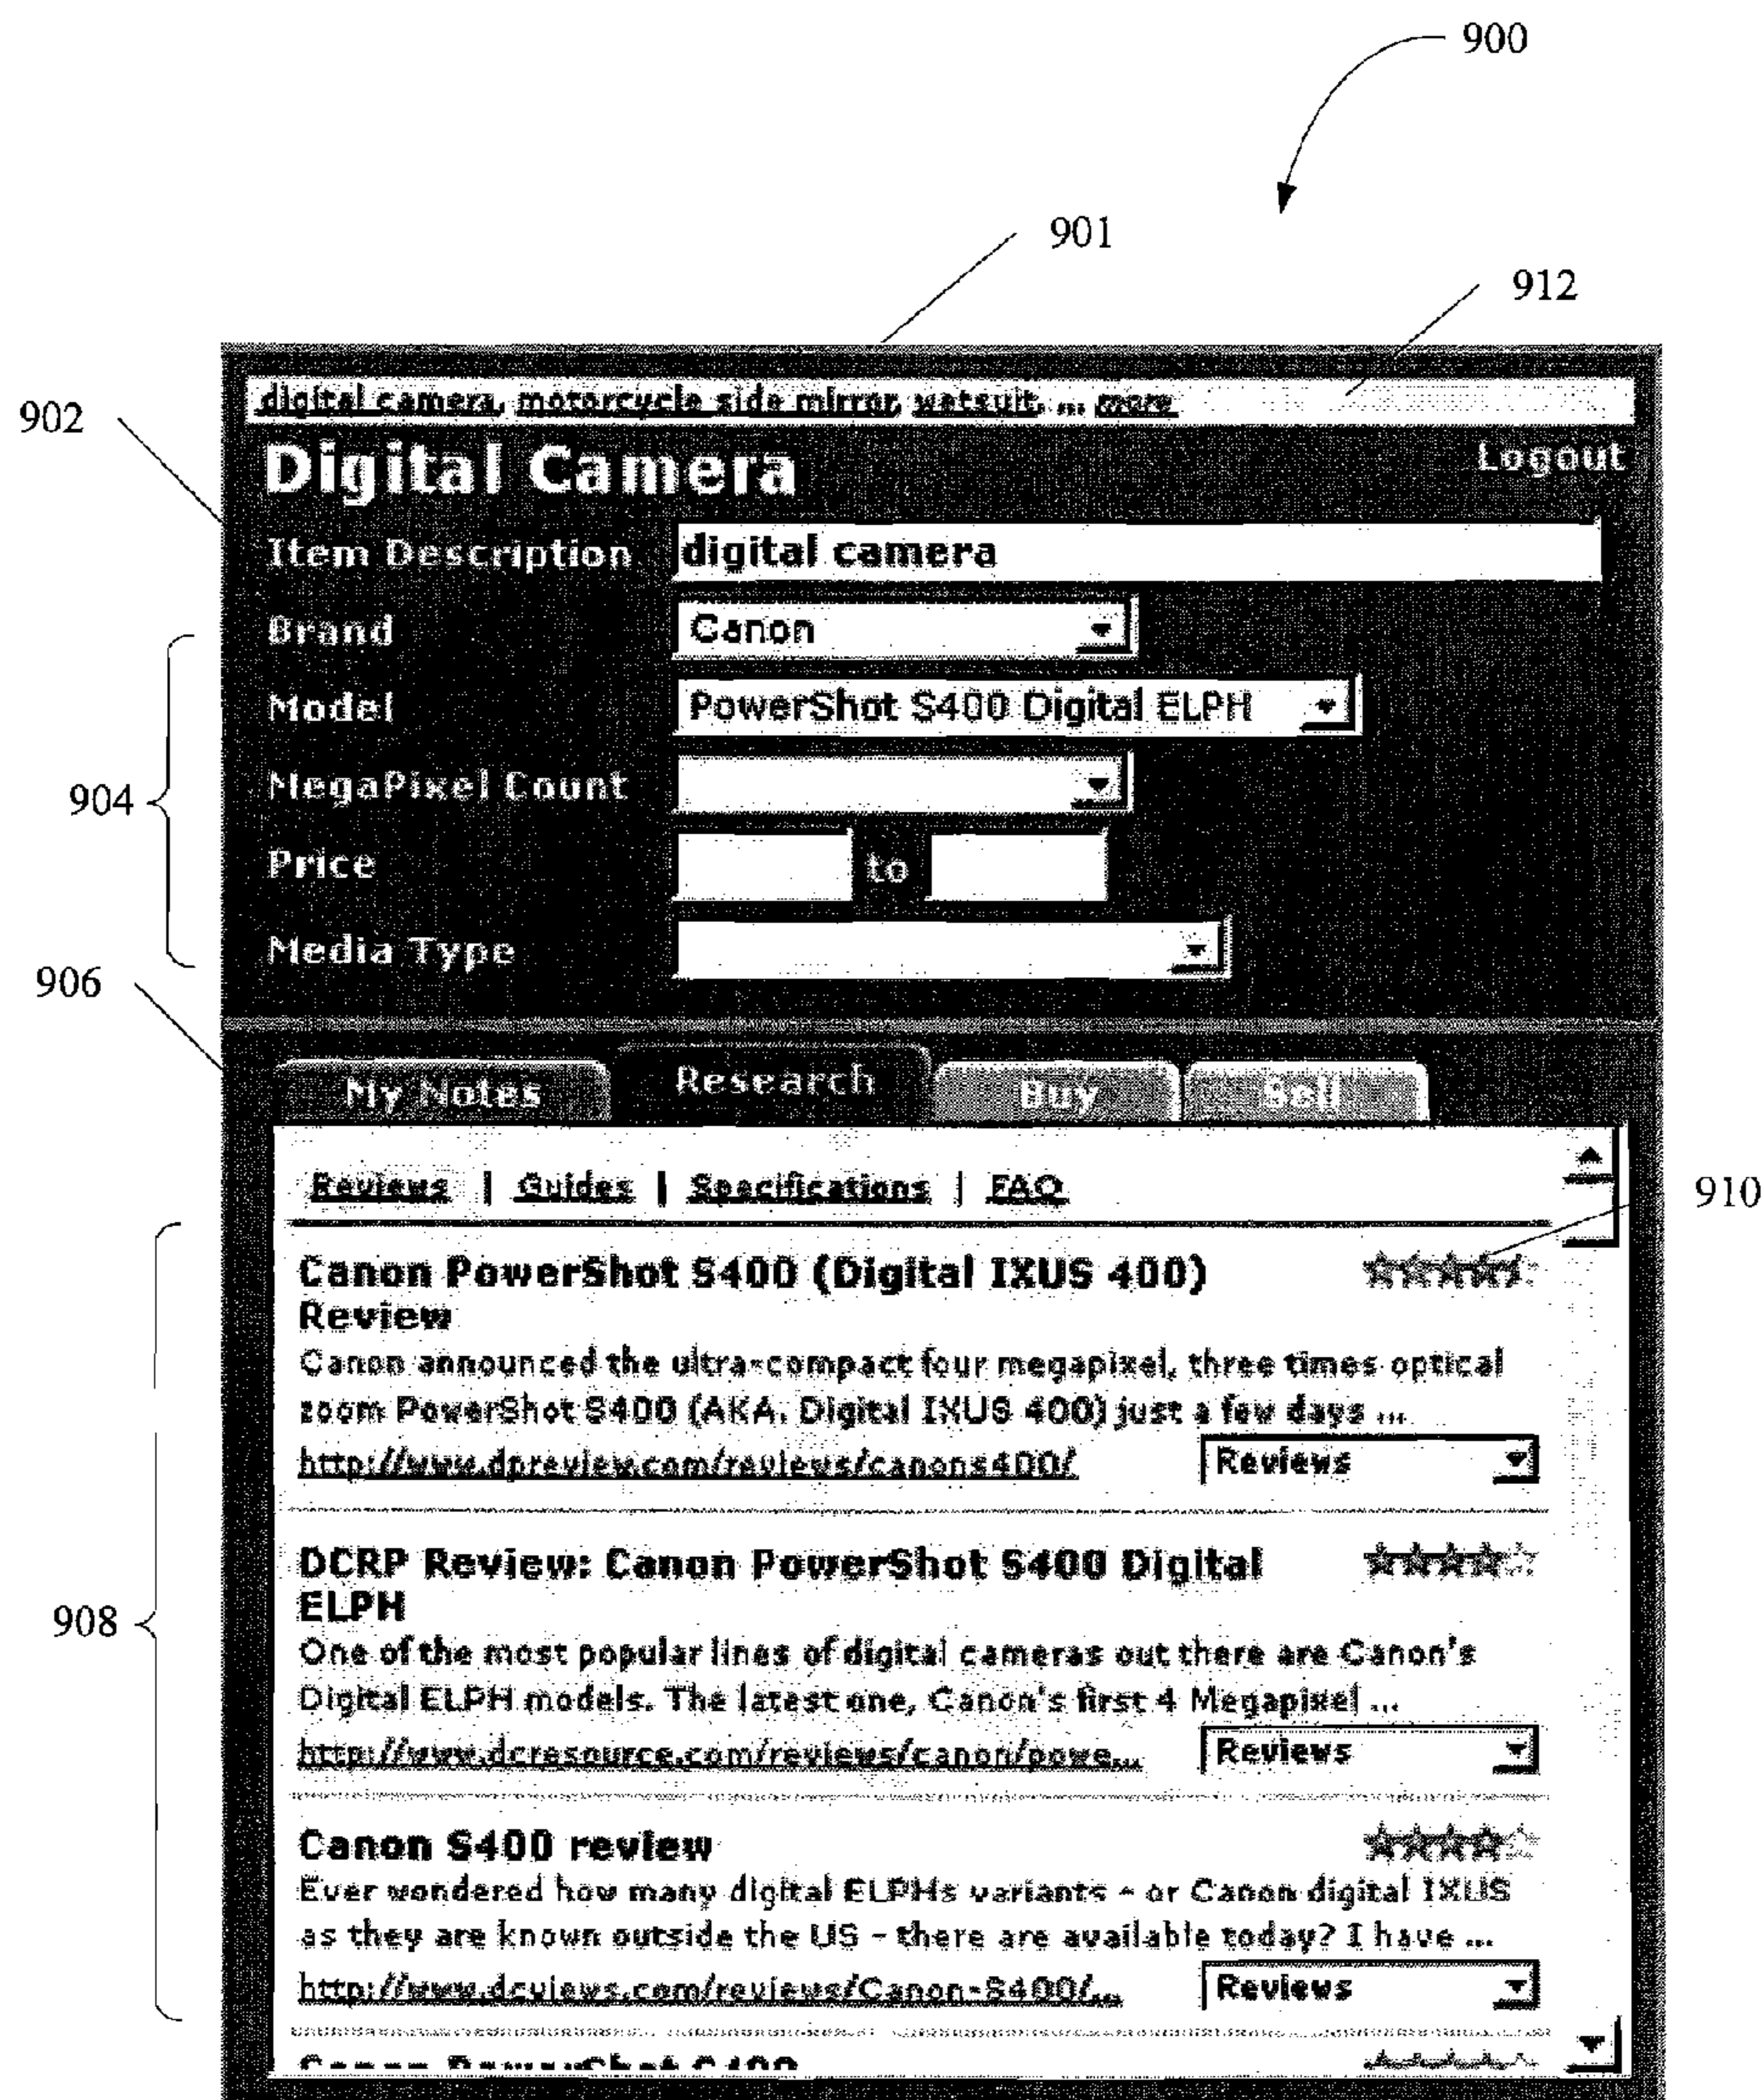 900
901
912
digital camera, motorcycle side mirror, wetsuit, ... more
902
Digital Camera
Logout
Item Description
digital camera
Brand
Canon
Model
PowerShot S400 Digital ELPH
904
MegaPixel Count
Price
to
Media Type
906
My Notes
Research
Buy
Sell
Reviews | Guides | Specifications | FAQ
910
Canon PowerShot S400 (Digital IXUS 400)
Review
Canon announced the ultra-compact four megapixel, three times optical
zoom PowerShot S400 (AKA. Digital IXUS 400) just a few days ...
http://www.dpreview.com/reviews/canons400/
Reviews
DCRP Review: Canon PowerShot S400 Digital
ELPH
908
One of the most popular lines of digital cameras out there are Canon's
Digital ELPH models. The latest one, Canon's first 4 Megapixel ...
http://www.dcresource.com/reviews/canon/powe...
Reviews
Canon S400 review
Ever wondered how many digital ELPHs variants - or Canon digital IXUS
as they are known outside the US - there are available today? I have ...
http://www.dcviews.com/reviews/Canon-S400/...
Reviews